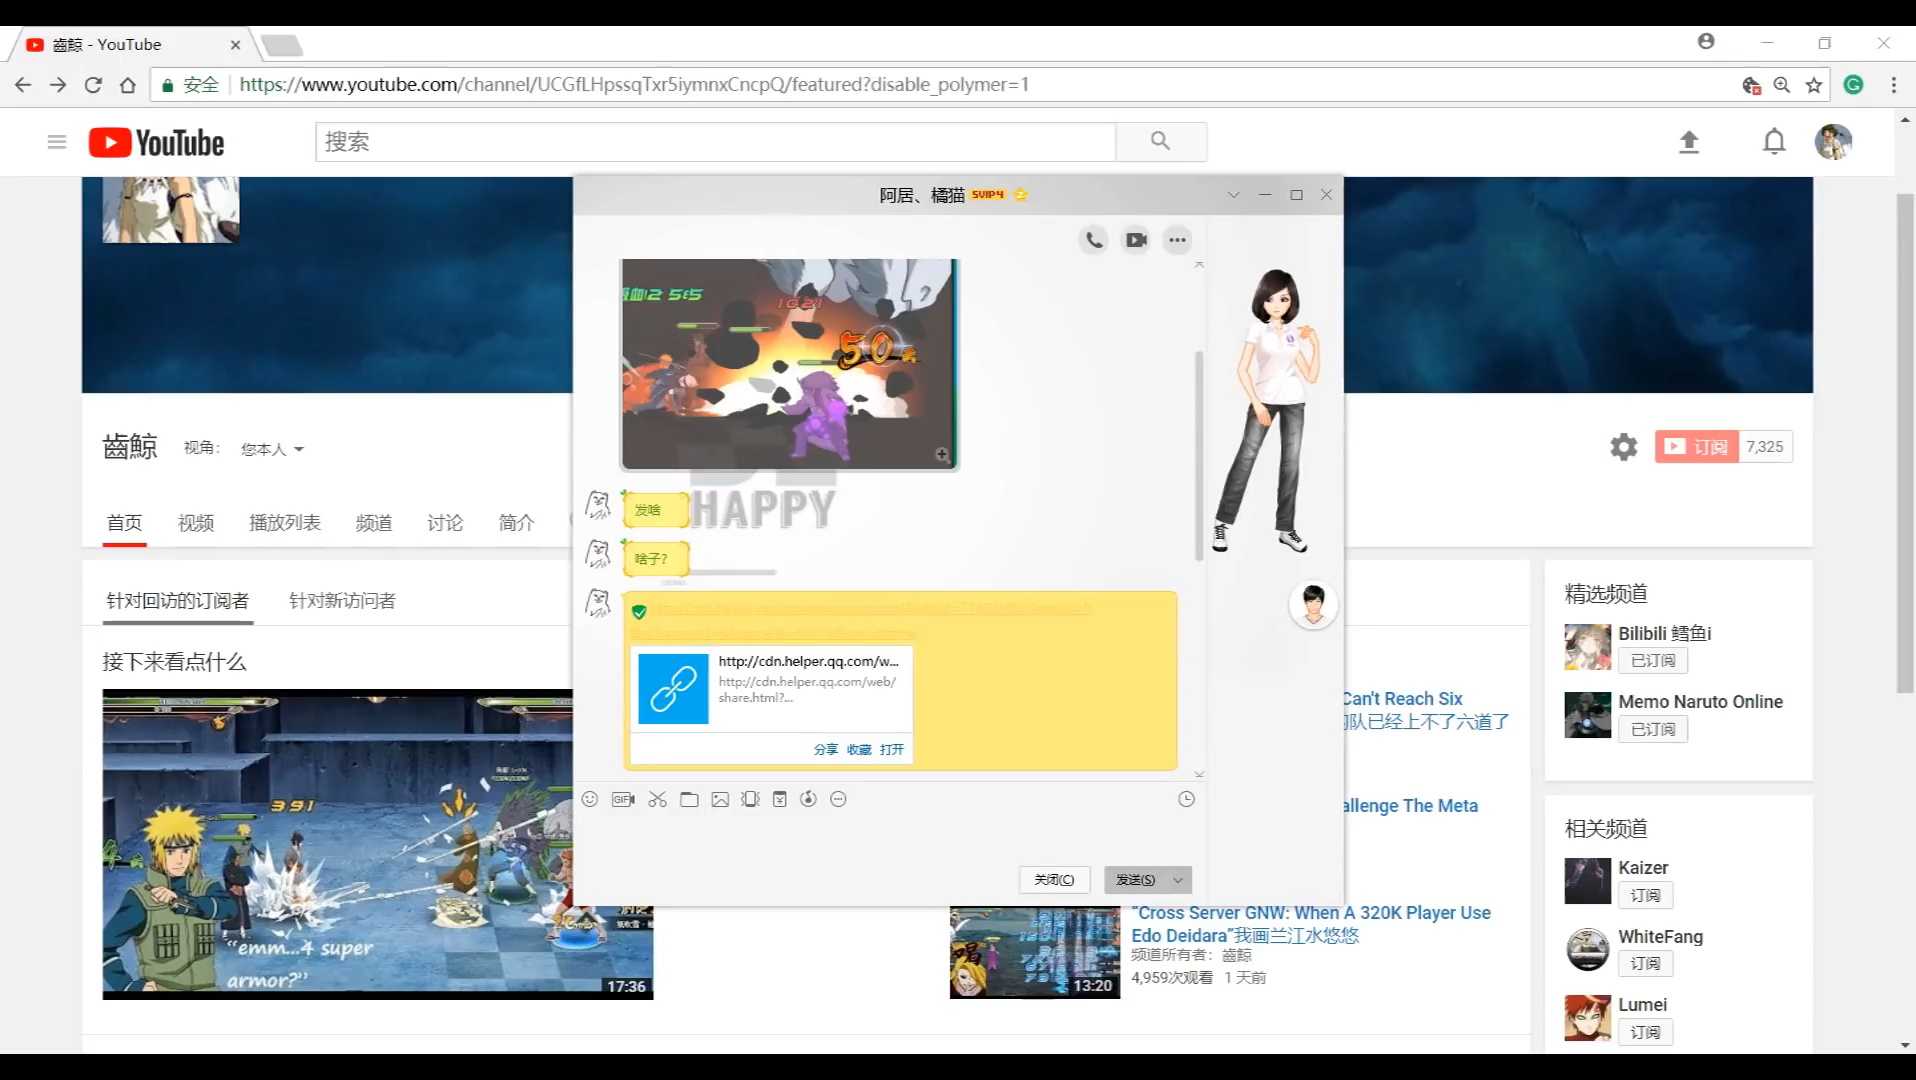 齒鯨 - YouTube
安全
https://www.youtube.com/channel/UCGfLHpssqTxr5iymnxCncpQ/featured?disable_polymer=1
YouTube
搜索
阿居、橘猫 SVIP4
50
HAPPY
发啥
啥子?
http://cdn.helper.qq.com/w...
http://cdn.helper.qq.com/web/
share.html?...
分享 收藏 打开
GIF
关闭(C)
发送(S)
齒鯨
视角:
您本人
订阅
7,325
首页
视频
播放列表
频道
讨论
简介
针对回访的订阅者
针对新访问者
接下来看点什么
391
"emm...4 super
armor?"
17:36
Can't Reach Six
队已经上不了六道了
allenge The Meta
13:20
"Cross Server GNW: When A 320K Player Use
Edo Deidara"我画兰江水悠悠
频道所有者: 齒鯨
4,959次观看 1 天前
精选频道
Bilibili 鳕鱼i
已订阅
Memo Naruto Online
已订阅
相关频道
Kaizer
订阅
WhiteFang
订阅
Lumei
订阅